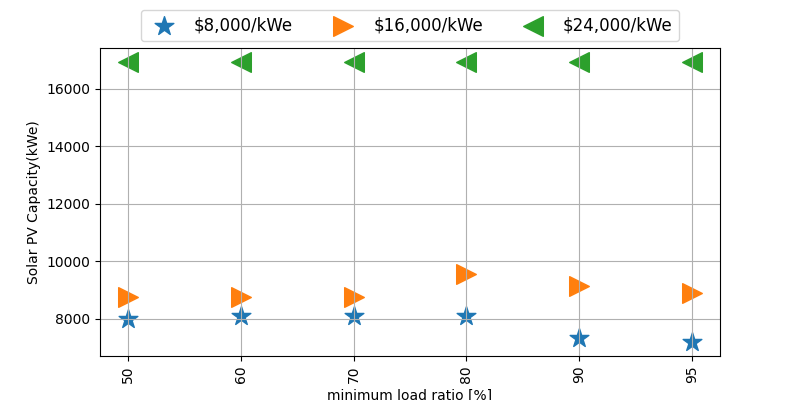 $8,000/kWe $16,000/kWe $24,000/kWe
Solar PV Capacity(kWe)
16000
14000
12000
10000
8000
50 60 70 80 90 95
minimum load ratio [%]